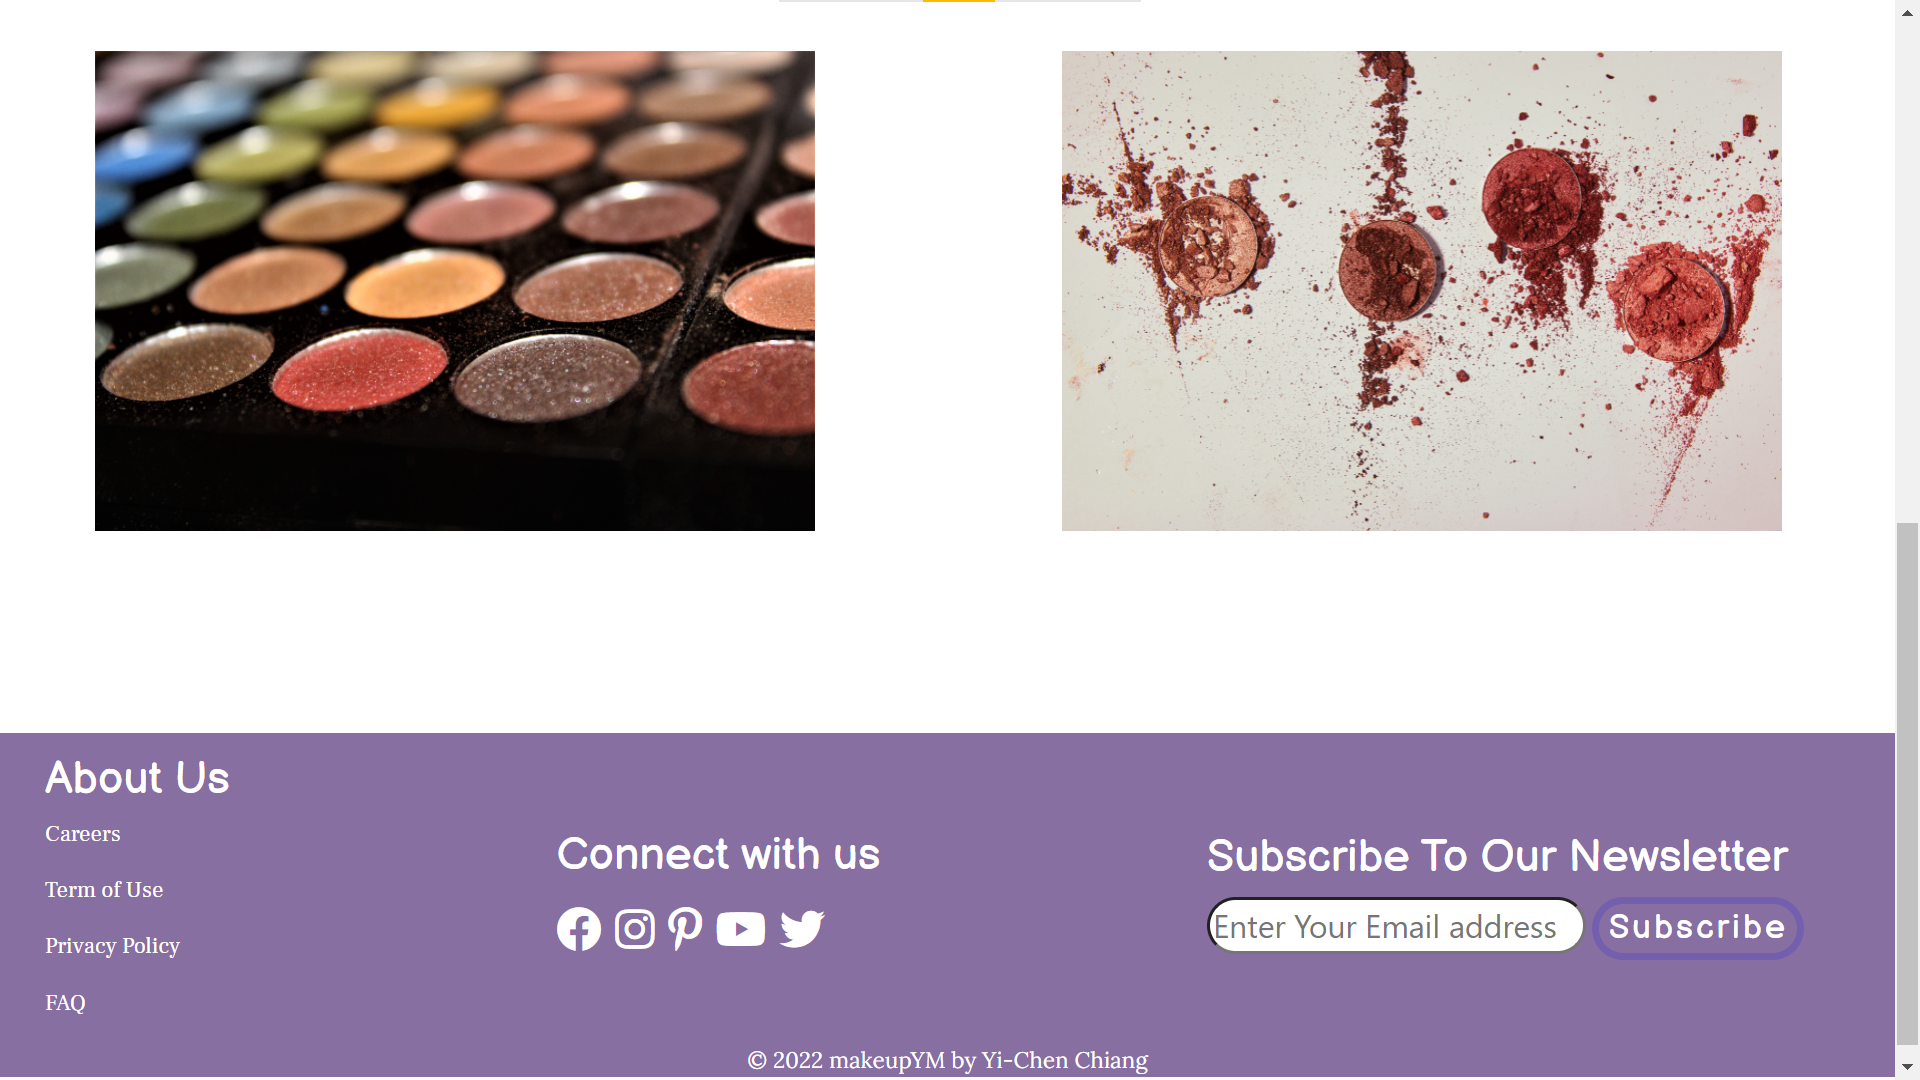 About Us
Careers
Term of Use
Privacy Policy
FAQ
Connect with us
Subscribe To Our Newsletter
Enter Your Email address
Subscribe
© 2022 makeupYM by Yi-Chen Chiang